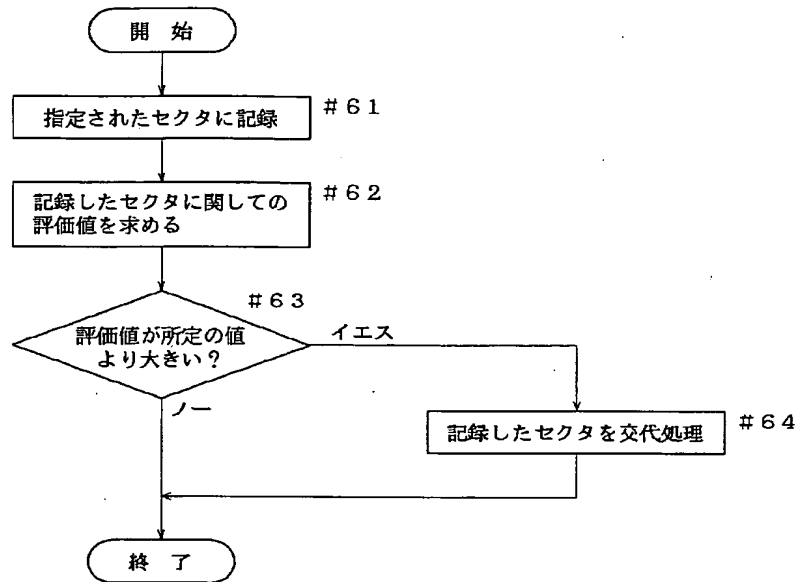 開 始
指定されたセクタに記録
#61
記録したセクタに関しての
評価値を求める
#62
#63
評価値が所定の値
より大きい?
イエス
ノー
記録したセクタを交代処理
#64
終 了